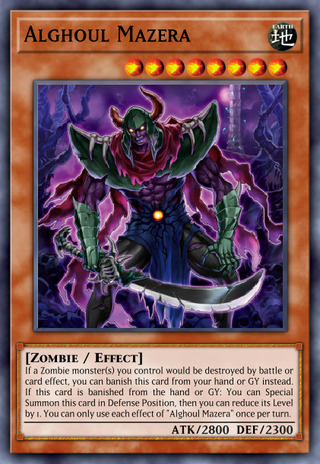 Alghoul Mazera
EARTH
地
[Zombie / Effect]
If a Zombie monster(s) you control would be destroyed by battle or
card effect, you can banish this card from your hand or GY instead.
If this card is banished from the hand or GY: You can Special
Summon this card in Defense Position, then you can reduce its Level
by 1. You can only use each effect of "Alghoul Mazera" once per turn.
ATK/2800 DEF/2300